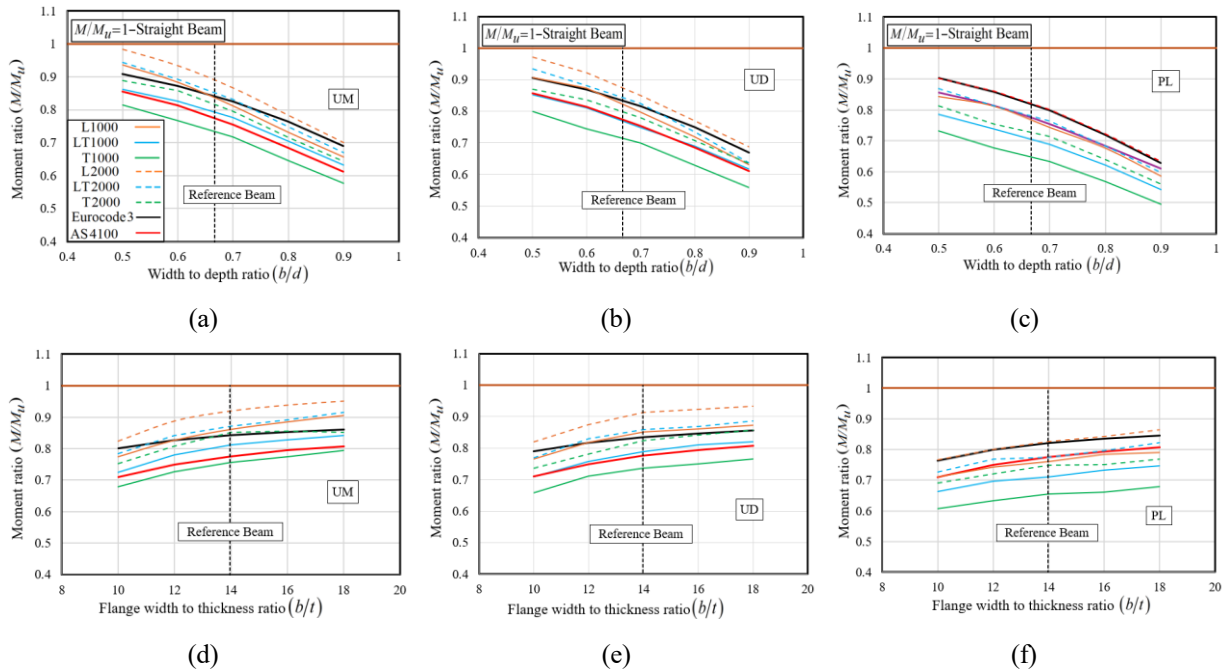 M/Mu=1-Straight Beam
UM
L1000
LT1000
T1000
L2000
LT2000
T2000
Eurocode3
AS4100
Reference Beam
Moment ratio (M/Mu)
1.1
1
0.9
0.8
0.7
0.6
0.5
0.4
0.4
0.5
0.6
0.7
0.8
0.9
1
Width to depth ratio (b/d)
(a)
M/Mu=1-Straight Beam
UD
Reference Beam
Moment ratio (M/Mu)
1.1
1
0.9
0.8
0.7
0.6
0.5
0.4
0.4
0.5
0.6
0.7
0.8
0.9
1
Width to depth ratio (b/d)
(b)
M/Mu=1-Straight Beam
PL
Reference Beam
Moment ratio (M/Mu)
1.1
1
0.9
0.8
0.7
0.6
0.5
0.4
0.4
0.5
0.6
0.7
0.8
0.9
1
Width to depth ratio (b/d)
(c)
Moment ratio (M/Mu)
1.1
1
0.9
0.8
0.7
0.6
0.5
0.4
UM
Reference Beam
8
10
12
14
16
18
20
Flange width to thickness ratio (b/t)
(d)
Moment ratio (M/Mu)
1.1
1
0.9
0.8
0.7
0.6
0.5
0.4
UD
Reference Beam
8
10
12
14
16
18
20
Flange width to thickness ratio (b/t)
(e)
Moment ratio (M/Mu)
1.1
1
0.9
0.8
0.7
0.6
0.5
0.4
PL
Reference Beam
8
10
12
14
16
18
20
Flange width to thickness ratio (b/t)
(f)